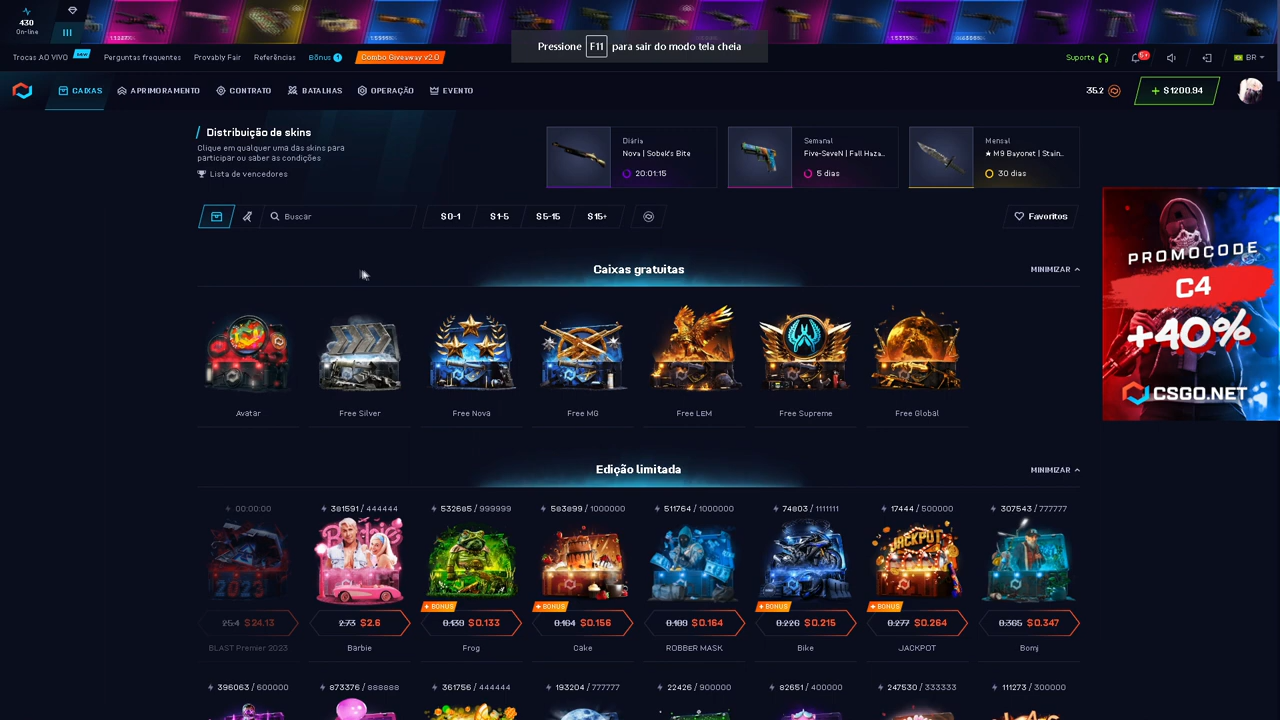 430
On-line
Pressione F11 para sair do modo tela cheia
Trocas AO VIVO
Perguntas frequentes
Provably Fair
Referências
Bônus 1
Combo Giveaway v2.0
Suporte
5+
BR
CAIXAS
APRIMORAMENTO
CONTRATO
BATALHAS
OPERAÇÃO
EVENTO
35.2
+ $1200.94
Distribuição de skins
Clique em qualquer uma das skins para
participar ou saber as condições
Lista de vencedores
Diária
Nova | Sobek's Bite
20:01:15
Semanal
Five-SeveN | Fall Haza...
5 dias
Mensal
★ M9 Bayonet | Stain...
30 dias
Buscar
$0-1
$1-5
$5-15
$15+
Favoritos
Caixas gratuitas
MINIMIZAR
Avatar
Free Silver
Free Nova
Free MG
Free LEM
Free Supreme
Free Global
PROMOCODE
C4
+40%
CSGO.NET
Edição limitada
MINIMIZAR
00:00:00
381591 / 444444
532685 / 999999
583899 / 1000000
511764 / 1000000
74803 / 1111111
17444 / 500000
307543 / 777777
2023
Barbie
JACKPOT
+ BONUS
+ BONUS
+ BONUS
+ BONUS
25.4 $24.13
2.73 $2.6
0.139 $0.133
0.164 $0.156
0.189 $0.164
0.226 $0.215
0.277 $0.264
0.365 $0.347
BLAST Premier 2023
Barbie
Frog
Cake
ROBBER MASK
Bike
JACKPOT
Bomj
396063 / 600000
873376 / 888888
361756 / 444444
193204 / 777777
22426 / 900000
82651 / 400000
247530 / 333333
111273 / 300000